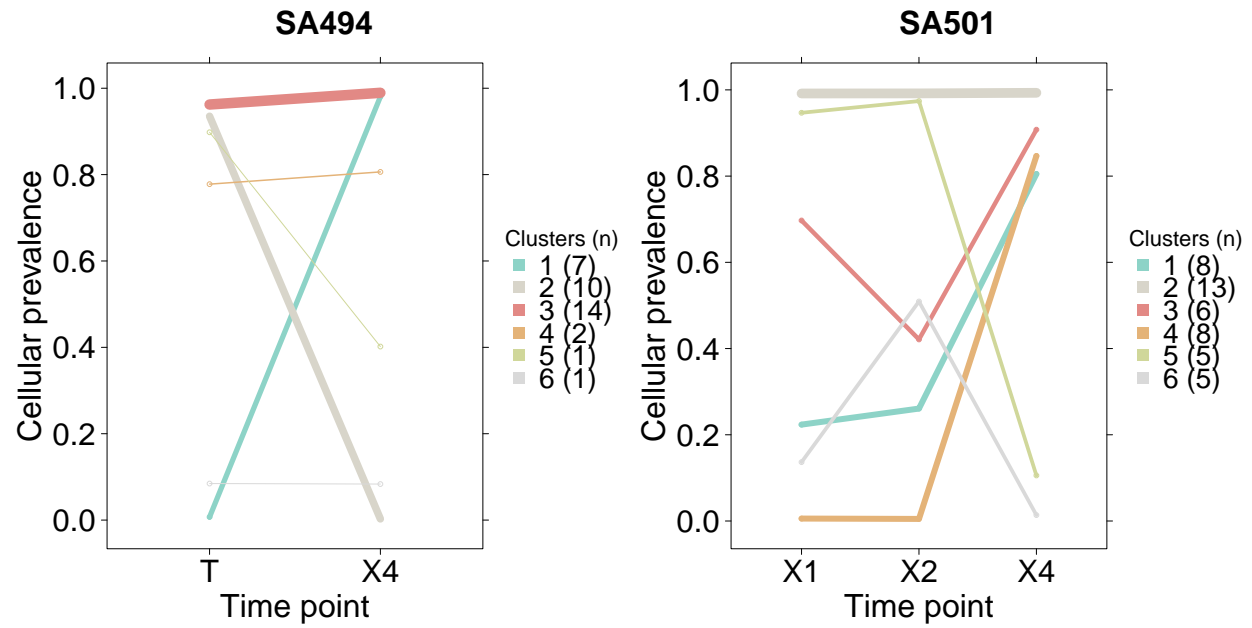 SA494
1.0
0.8
0.6
0.4
0.2
0.0
Cellular prevalence
T X4
Time point
Clusters (n)
1 (7)
2 (10)
3 (14)
4 (2)
5 (1)
6 (1)
SA501
1.0
0.8
0.6
0.4
0.2
0.0
Cellular prevalence
X1 X2 X4
Time point
Clusters (n)
1 (8)
2 (13)
3 (6)
4 (8)
5 (5)
6 (5)